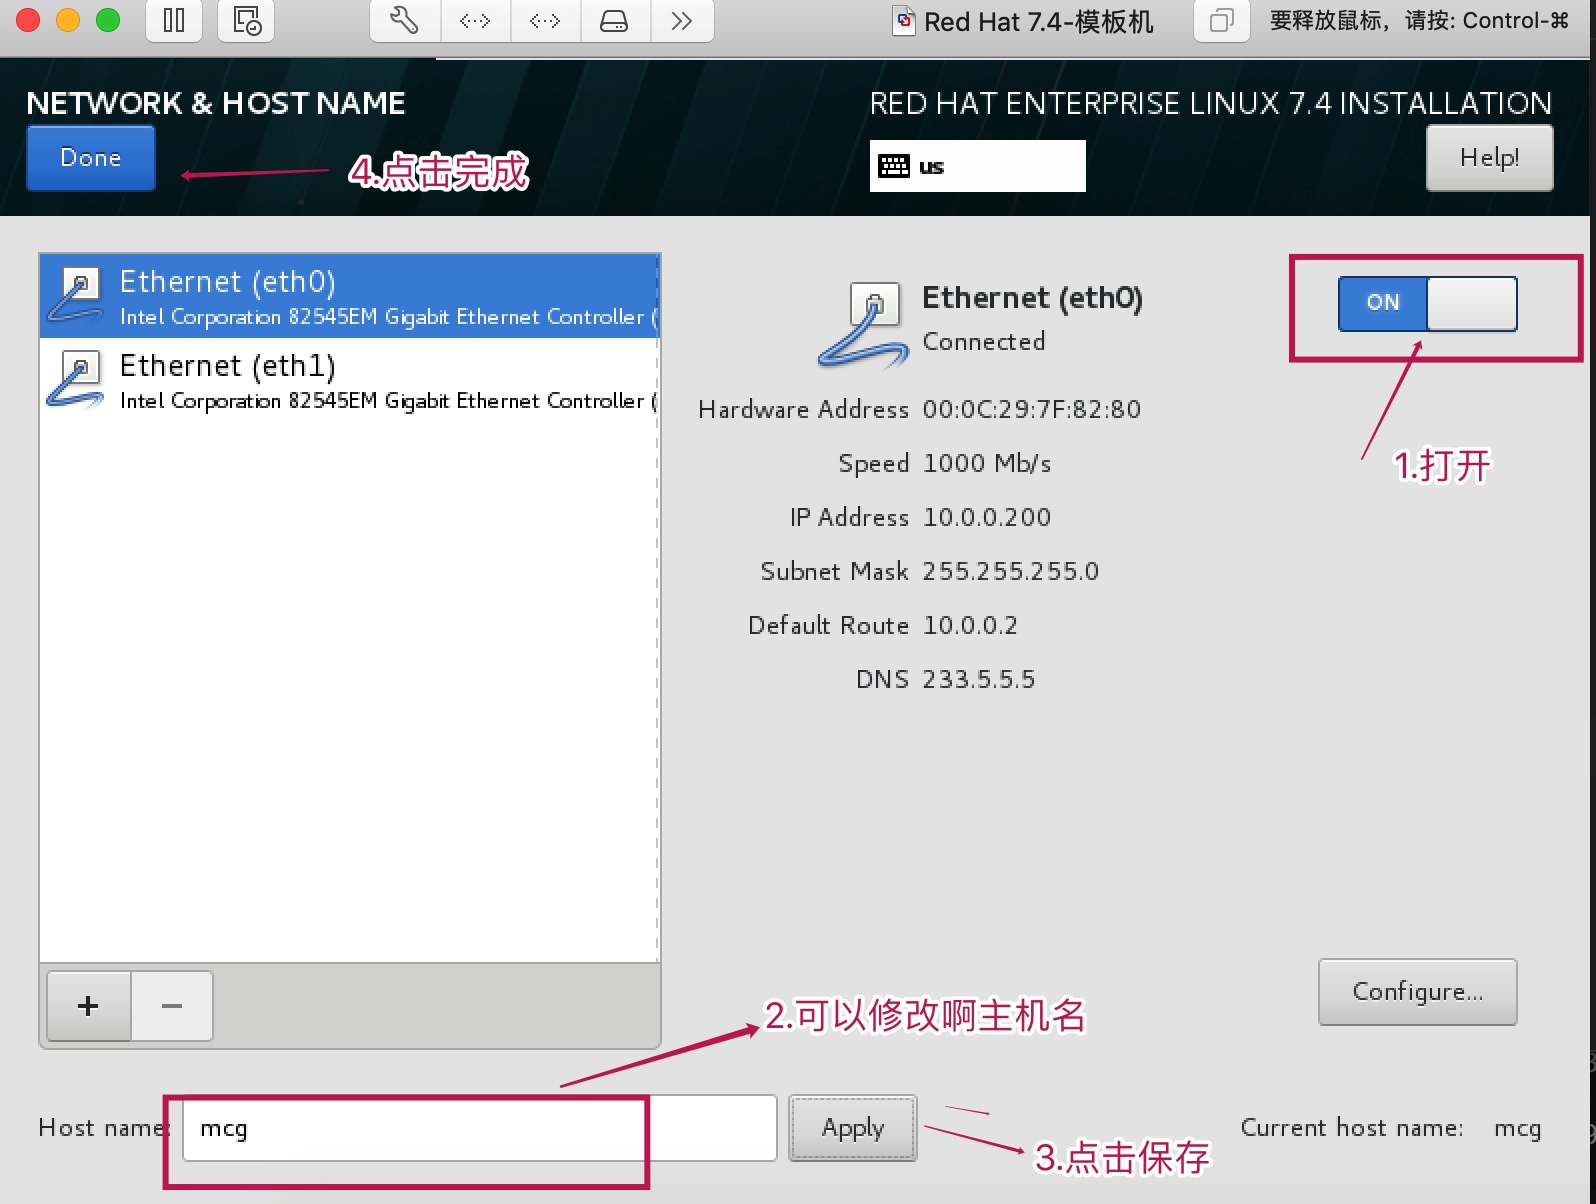 Red Hat 7.4-模板机
要释放鼠标，请按: Control-⌘
NETWORK & HOST NAME
RED HAT ENTERPRISE LINUX 7.4 INSTALLATION
Done
4.点击完成
us
Help!
Ethernet (eth0)
Intel Corporation 82545EM Gigabit Ethernet Controller (
Ethernet (eth1)
Intel Corporation 82545EM Gigabit Ethernet Controller (
Ethernet (eth0)
Connected
ON
1.打开
Hardware Address 00:0C:29:7F:82:80
Speed 1000 Mb/s
IP Address 10.0.0.200
Subnet Mask 255.255.255.0
Default Route 10.0.0.2
DNS 233.5.5.5
+ −
Configure...
2.可以修改啊主机名
Host name: mcg
Apply
3.点击保存
Current host name: mcg